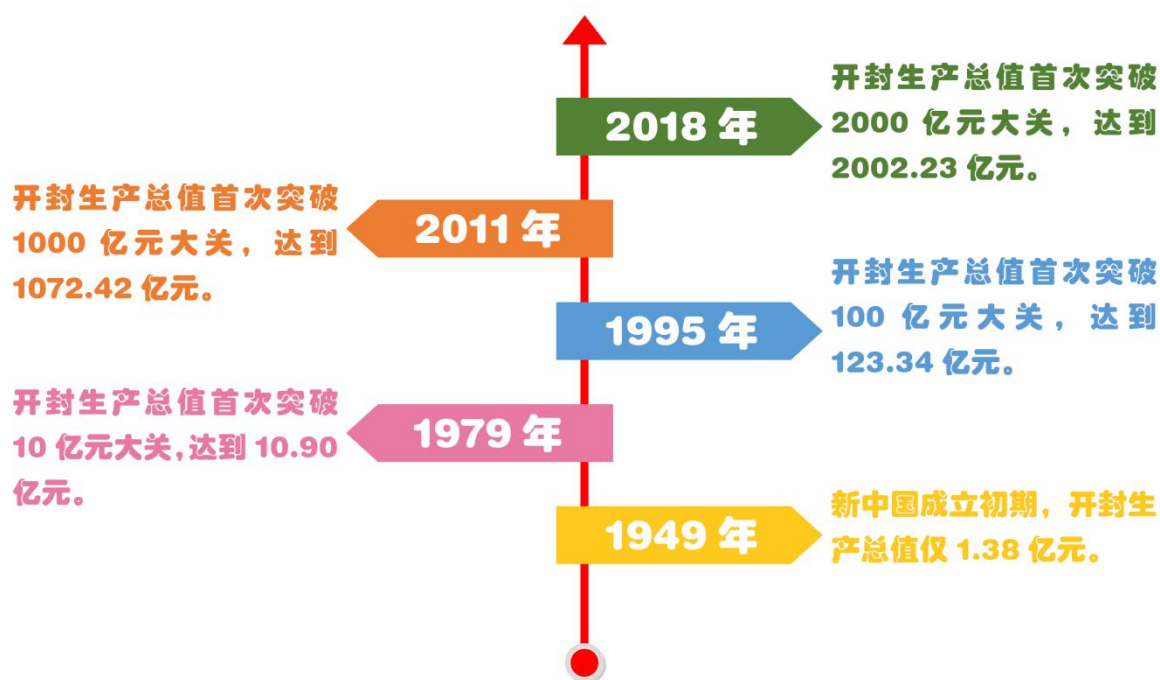 2018 年
开封生产总值首次突破
2000 亿元大关，达到
2002.23 亿元。
开封生产总值首次突破
1000 亿元大关，达到
1072.42 亿元。
2011 年
1995 年
开封生产总值首次突破
100 亿元大关，达到
123.34 亿元。
开封生产总值首次突破
10 亿元大关,达到 10.90
亿元。
1979 年
1949 年
新中国成立初期，开封生
产总值仅 1.38 亿元。